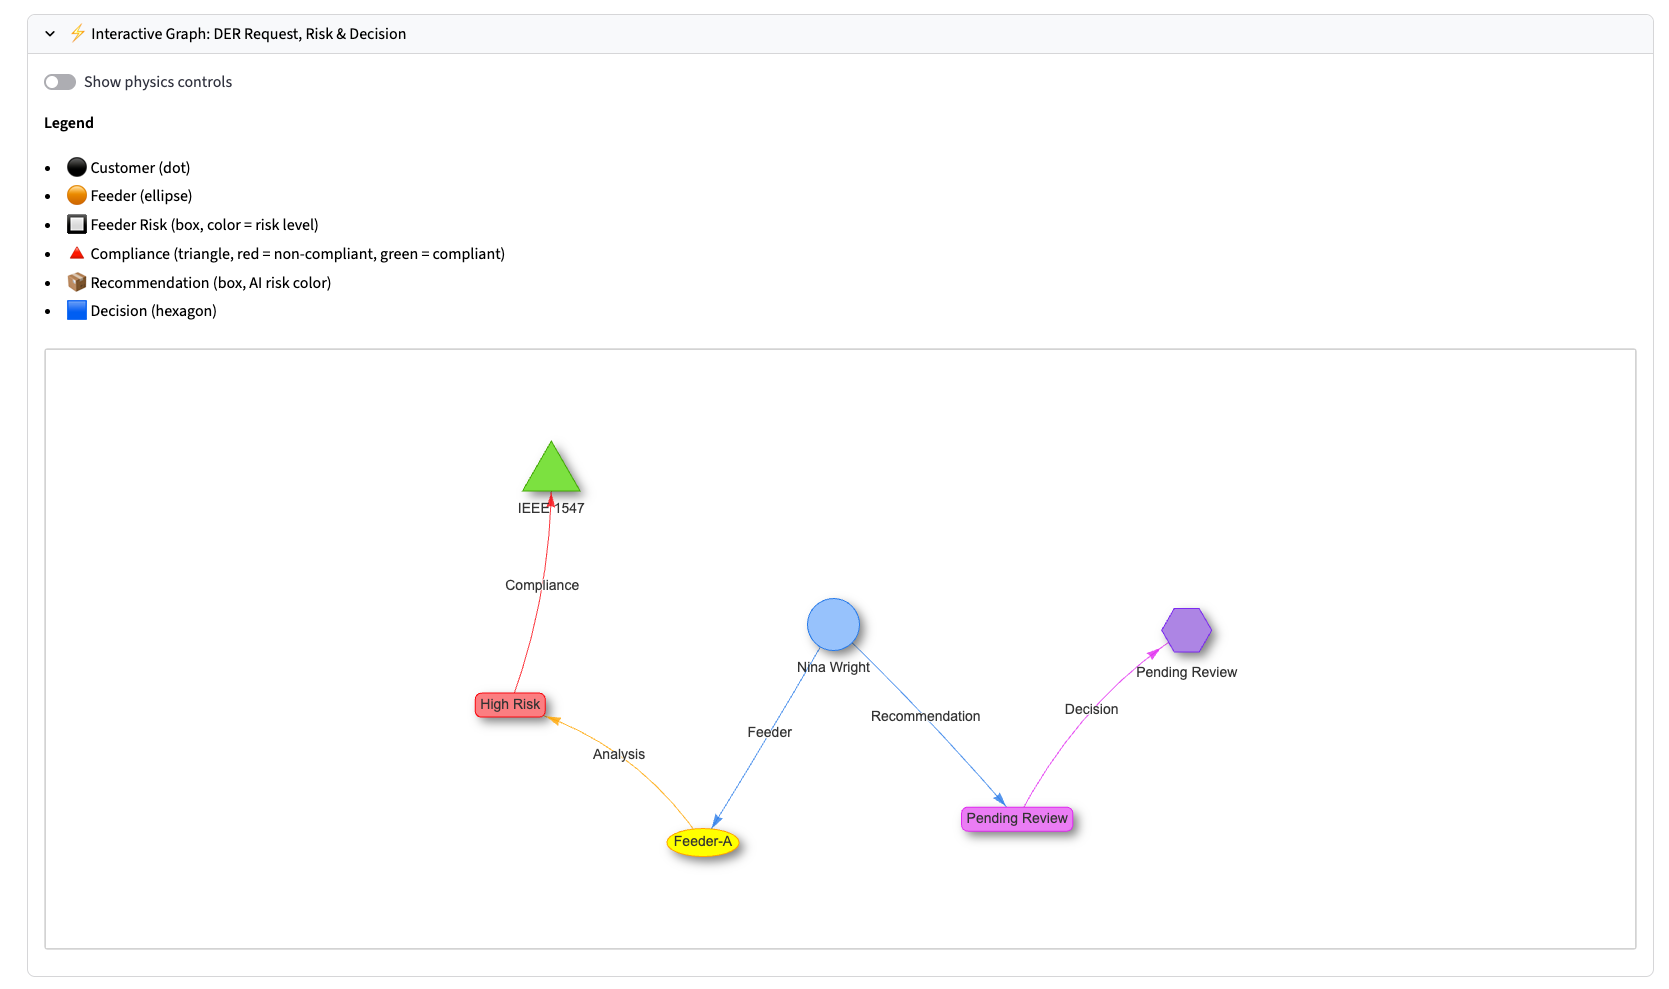 Interactive Graph: DER Request, Risk & Decision
Show physics controls
Legend
Customer (dot)
Feeder (ellipse)
Feeder Risk (box, color = risk level)
Compliance (triangle, red = non-compliant, green = compliant)
Recommendation (box, AI risk color)
Decision (hexagon)
IEEE 1547
Compliance
Nina Wright
Pending Review
High Risk
Decision
Recommendation
Feeder
Analysis
Pending Review
Feeder-A